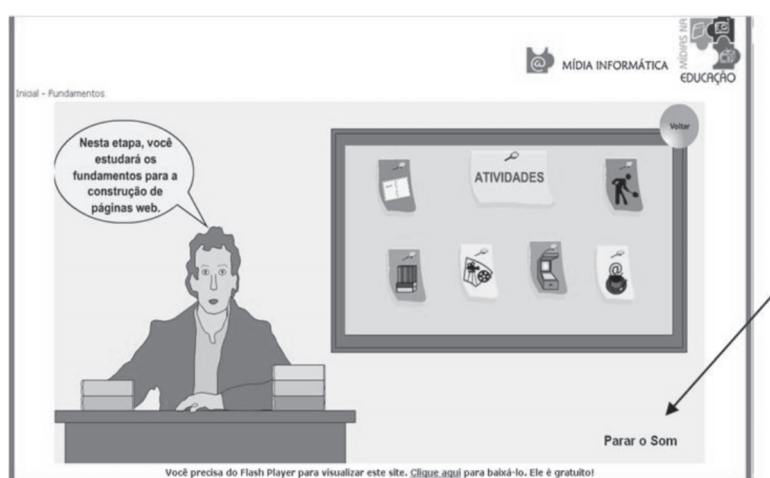 MÍDIAS NA
EDUCAÇÃO
@ MÍDIA INFORMÁTICA
Inicial - Fundamentos
Nesta etapa, você
estudará os
fundamentos para a
construção de
páginas web.
Voltar
ATIVIDADES
@
Parar o Som
Você precisa do Flash Player para visualizar este site. Clique aqui para baixá-lo. Ele é gratuito!